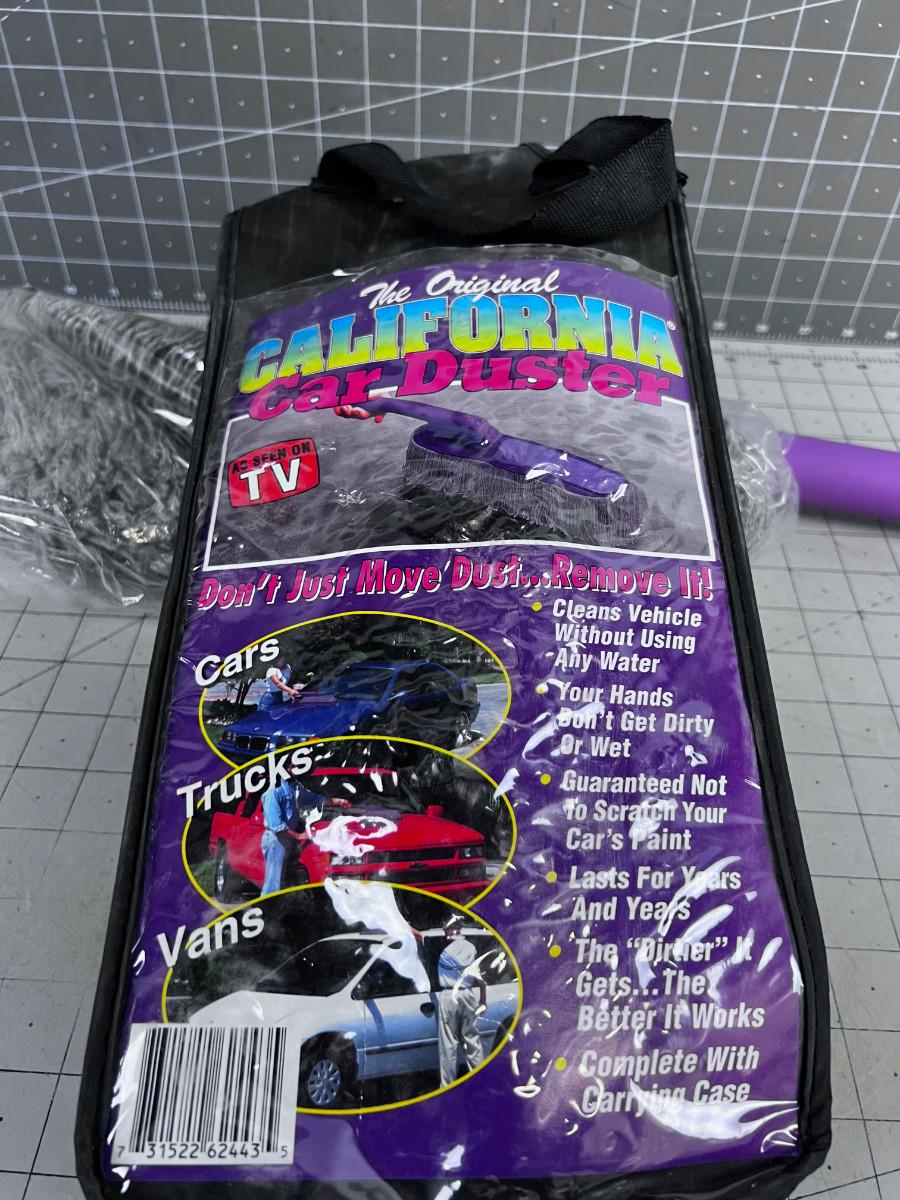 The Original
CALIFORNIA®
Car Duster
AS SEEN ON
TV
Don't Just Move Dust...Remove It!
Cars
Trucks
Vans
• Cleans Vehicle
Without Using
Any Water
• Your Hands
Don't Get Dirty
Or Wet
• Guaranteed Not
To Scratch Your
Car's Paint
• Lasts For Years
And Years
• The "Dirtier" It
Gets...The
Better It Works
• Complete With
Carrying Case
7 31522 62443 5